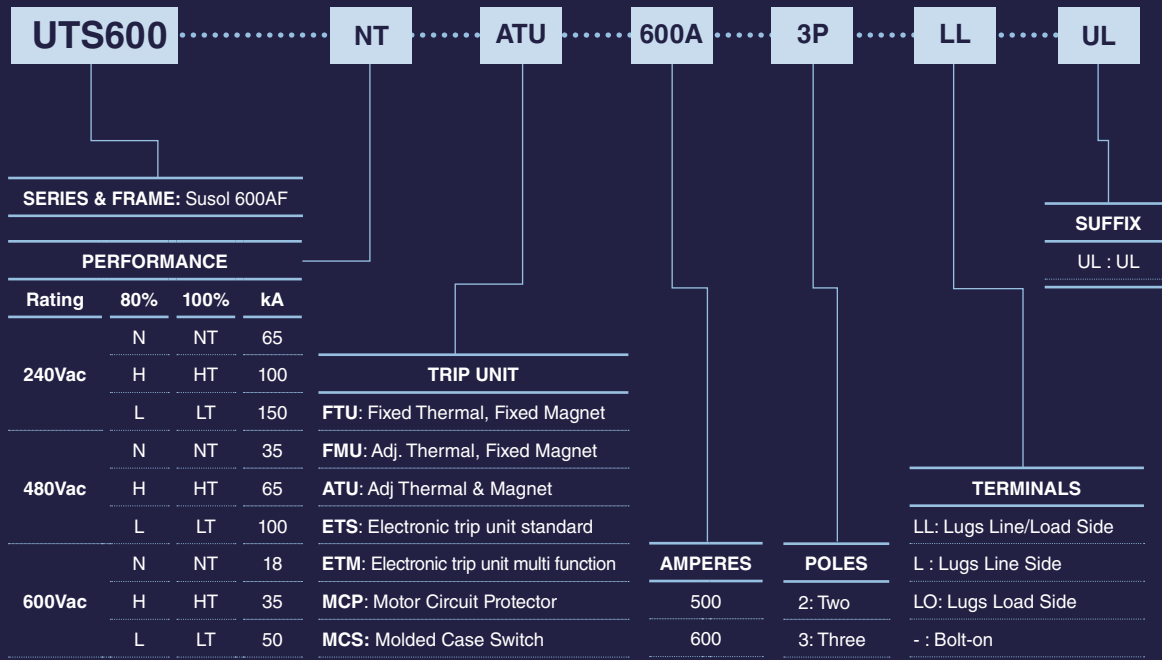 UTS600 NT ATU 600A 3P LL UL
SERIES & FRAME: Susol 600AF
SUFFIX
UL : UL
PERFORMANCE
Rating 80% 100% kA
240Vac
N NT 65
H HT 100
L LT 150
480Vac
N NT 35
H HT 65
L LT 100
600Vac
N NT 18
H HT 35
L LT 50
TRIP UNIT
FTU: Fixed Thermal, Fixed Magnet
FMU: Adj. Thermal, Fixed Magnet
ATU: Adj Thermal & Magnet
ETS: Electronic trip unit standard
ETM: Electronic trip unit multi function
MCP: Motor Circuit Protector
MCS: Molded Case Switch
AMPERES
500
600
POLES
2: Two
3: Three
TERMINALS
LL: Lugs Line/Load Side
L : Lugs Line Side
LO: Lugs Load Side
- : Bolt-on